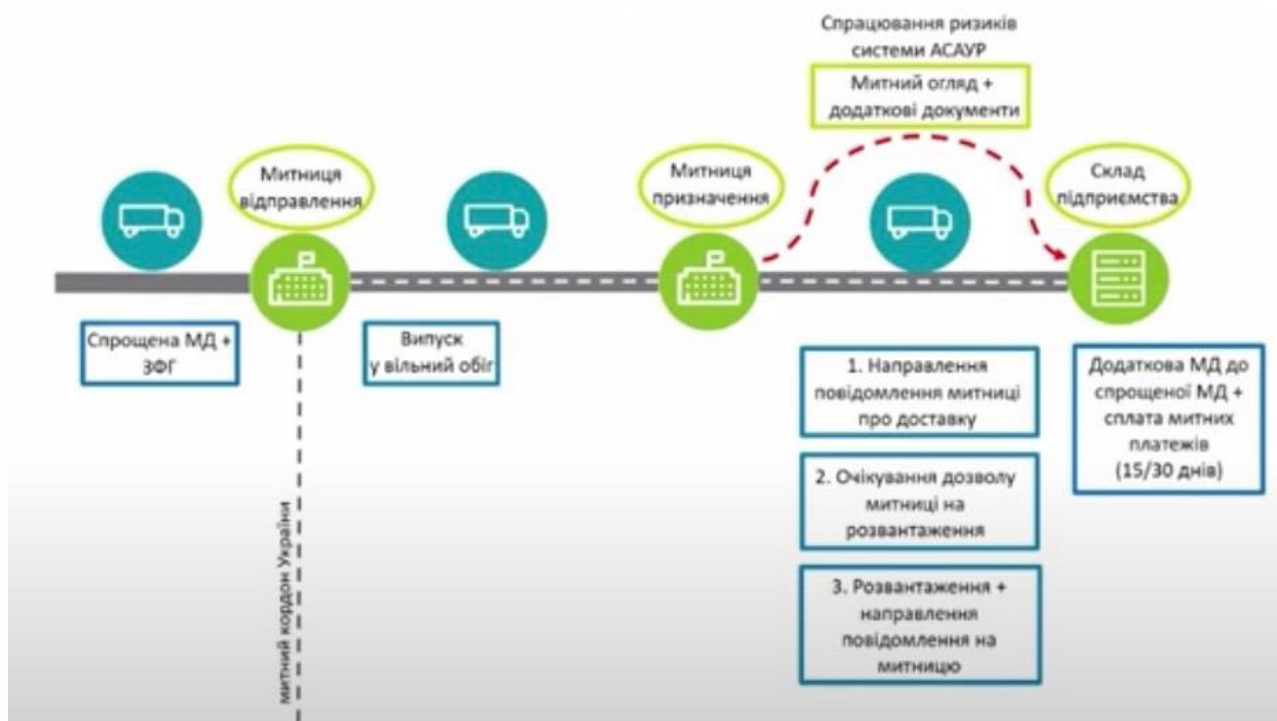 Спрацювання ризиків
системи АСАУР
Митний огляд +
додаткові документи
Митниця
відправлення
Митниця
призначення
Склад
підприємства
Спрощена МД +
ЗФГ
Випуск
у вільний обіг
1. Направлення
повідомлення митниці
про доставку
2. Очікування дозволу
митниці на
розвантаження
3. Розвантаження +
направлення
повідомлення на
митницю
Додаткова МД до
спрощеної МД +
сплата митних
платежів
(15/30 днів)
митний кордон України